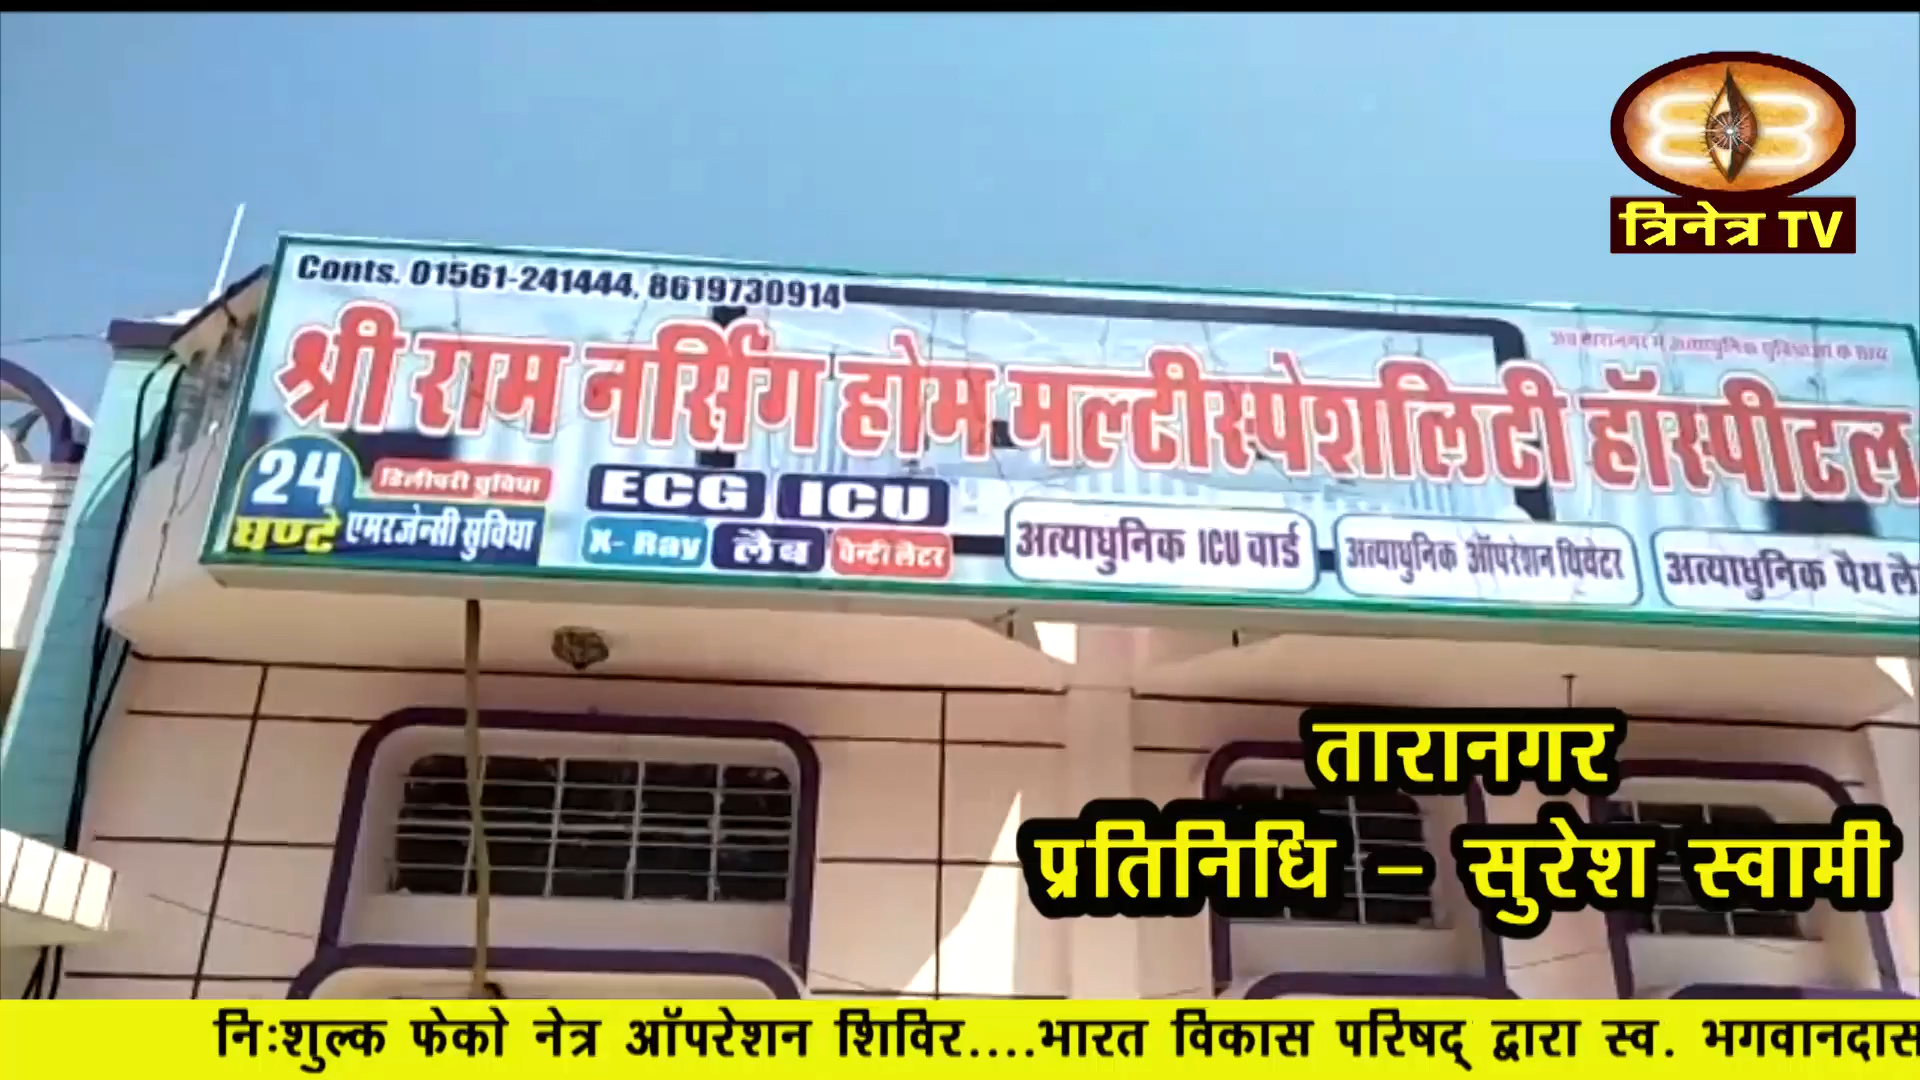 त्रिनेत्र TV
Conts. 01561-241444, 8619730914
श्री राम नर्सिंग होम मल्टीस्पेशलिटी हॉस्पीटल
24 घण्टे
डिलीवरी सुविधा
एमरजेन्सी सुविधा
ECG ICU
X-Ray लैब वेन्टीलेटर
अत्याधुनिक ICU वार्ड
अत्याधुनिक ऑपरेशन थियेटर
अत्याधुनिक पैथ लै
तारानगर
प्रतिनिधि - सुरेश स्वामी
निःशुल्क फेको नेत्र ऑपरेशन शिविर....भारत विकास परिषद् द्वारा स्व. भगवानदास